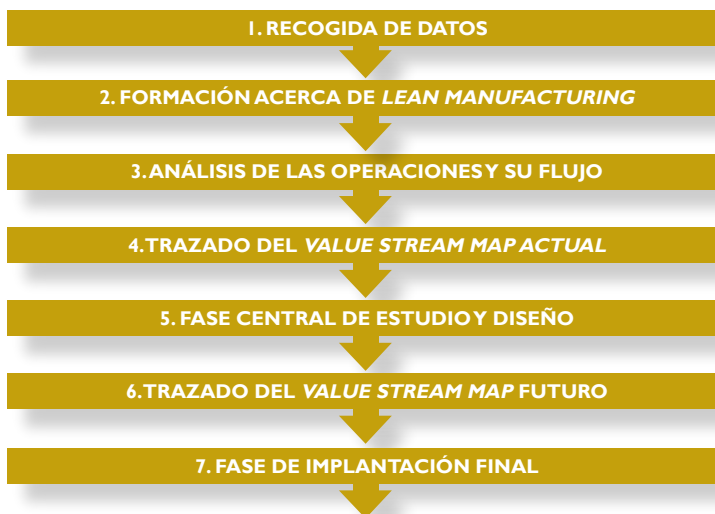 1. RECOGIDA DE DATOS
2. FORMACIÓN ACERCA DE LEAN MANUFACTURING
3. ANÁLISIS DE LAS OPERACIONES Y SU FLUJO
4. TRAZADO DEL VALUE STREAM MAP ACTUAL
5. FASE CENTRAL DE ESTUDIO Y DISEÑO
6. TRAZADO DEL VALUE STREAM MAP FUTURO
7. FASE DE IMPLANTACIÓN FINAL